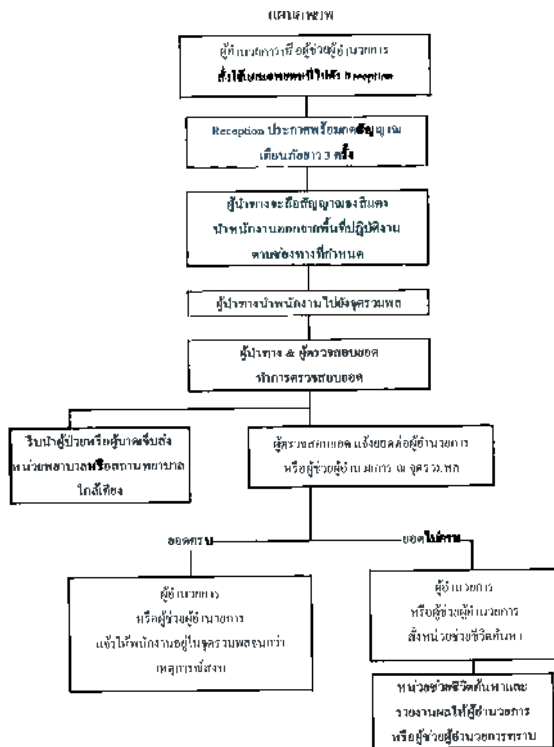 แผนอพยพ
ผู้อำนวยการหรือผู้ช่วยผู้อำนวยการ
reception
Reception ประกาศพร้อมกดสัญญาณ
เตือนภัยยาว 3 ครั้ง
ผู้นำทางจะถือสัญญาณธงสีแดง
นำพนักงานออกจากพื้นที่ปฏิบัติงาน
ตามช่องทางที่กำหนด
ผู้นำทางนำพนักงานไปยังจุดรวมพล
ผู้นำทาง & ผู้ตรวจสอบยอด
ทำการตรวจสอบยอด
รีบนำผู้ป่วยหรือผู้บาดเจ็บส่ง
หน่วยพยาบาลหรือสถานพยาบาล
ใกล้เคียง
ผู้ตรวจสอบยอด แจ้งยอดต่อผู้อำนวยการ
หรือผู้ช่วยผู้อำนวยการ ณ จุดรวมพล
ยอดครบ
ยอดไม่ครบ
ผู้อำนวยการ
หรือผู้ช่วยผู้อำนวยการ
แจ้งให้พนักงานอยู่ในจุดรวมพลจนกว่า
เหตุการณ์สงบ
ผู้อำนวยการ
หรือผู้ช่วยผู้อำนวยการ
สั่งหน่วยช่วยชีวิตค้นหา
หน่วยช่วยชีวิตค้นหาและ
รายงานผลให้ผู้อำนวยการ
หรือผู้ช่วยผู้อำนวยการทราบ